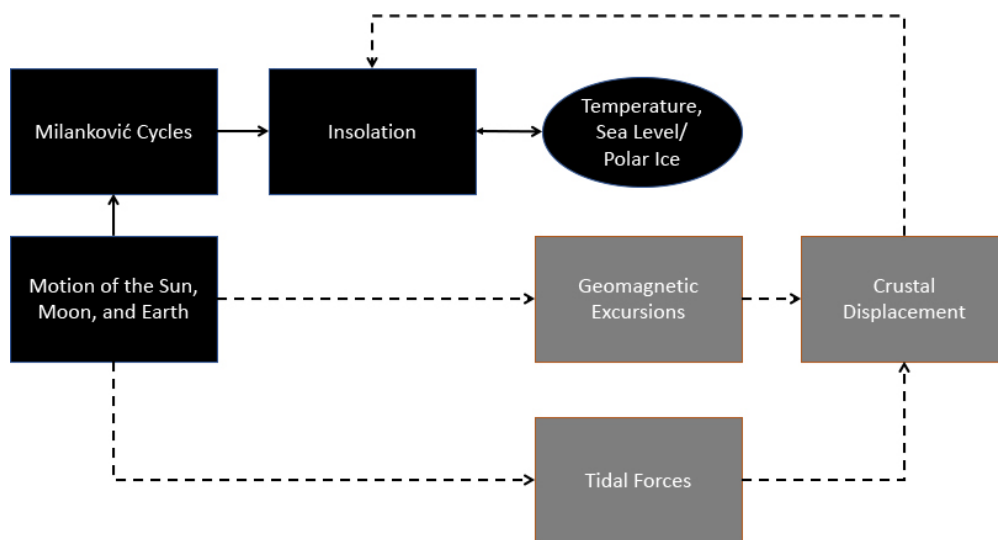 Milanković Cycles
Insolation
Temperature,
Sea Level/
Polar Ice
Motion of the Sun,
Moon, and Earth
Geomagnetic
Excursions
Crustal
Displacement
Tidal Forces